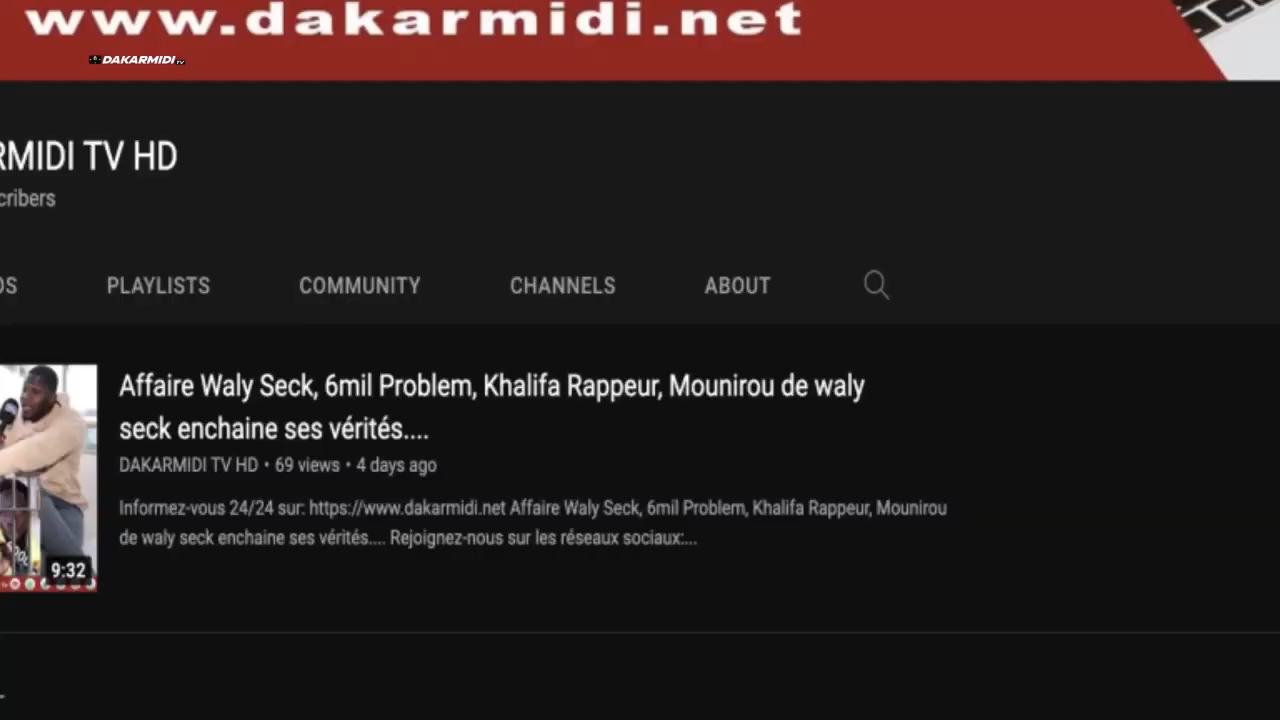 www.dakarmidi.net
DAKARMIDI TV
RMIDI TV HD
cribers
OS PLAYLISTS COMMUNITY CHANNELS ABOUT
Affaire Waly Seck, 6mil Problem, Khalifa Rappeur, Mounirou de waly
seck enchaine ses vérités....
DAKARMIDI TV HD • 69 views • 4 days ago
Informez-vous 24/24 sur: https://www.dakarmidi.net Affaire Waly Seck, 6mil Problem, Khalifa Rappeur, Mounirou
de waly seck enchaine ses vérités.... Rejoignez-nous sur les réseaux sociaux:...
9:32